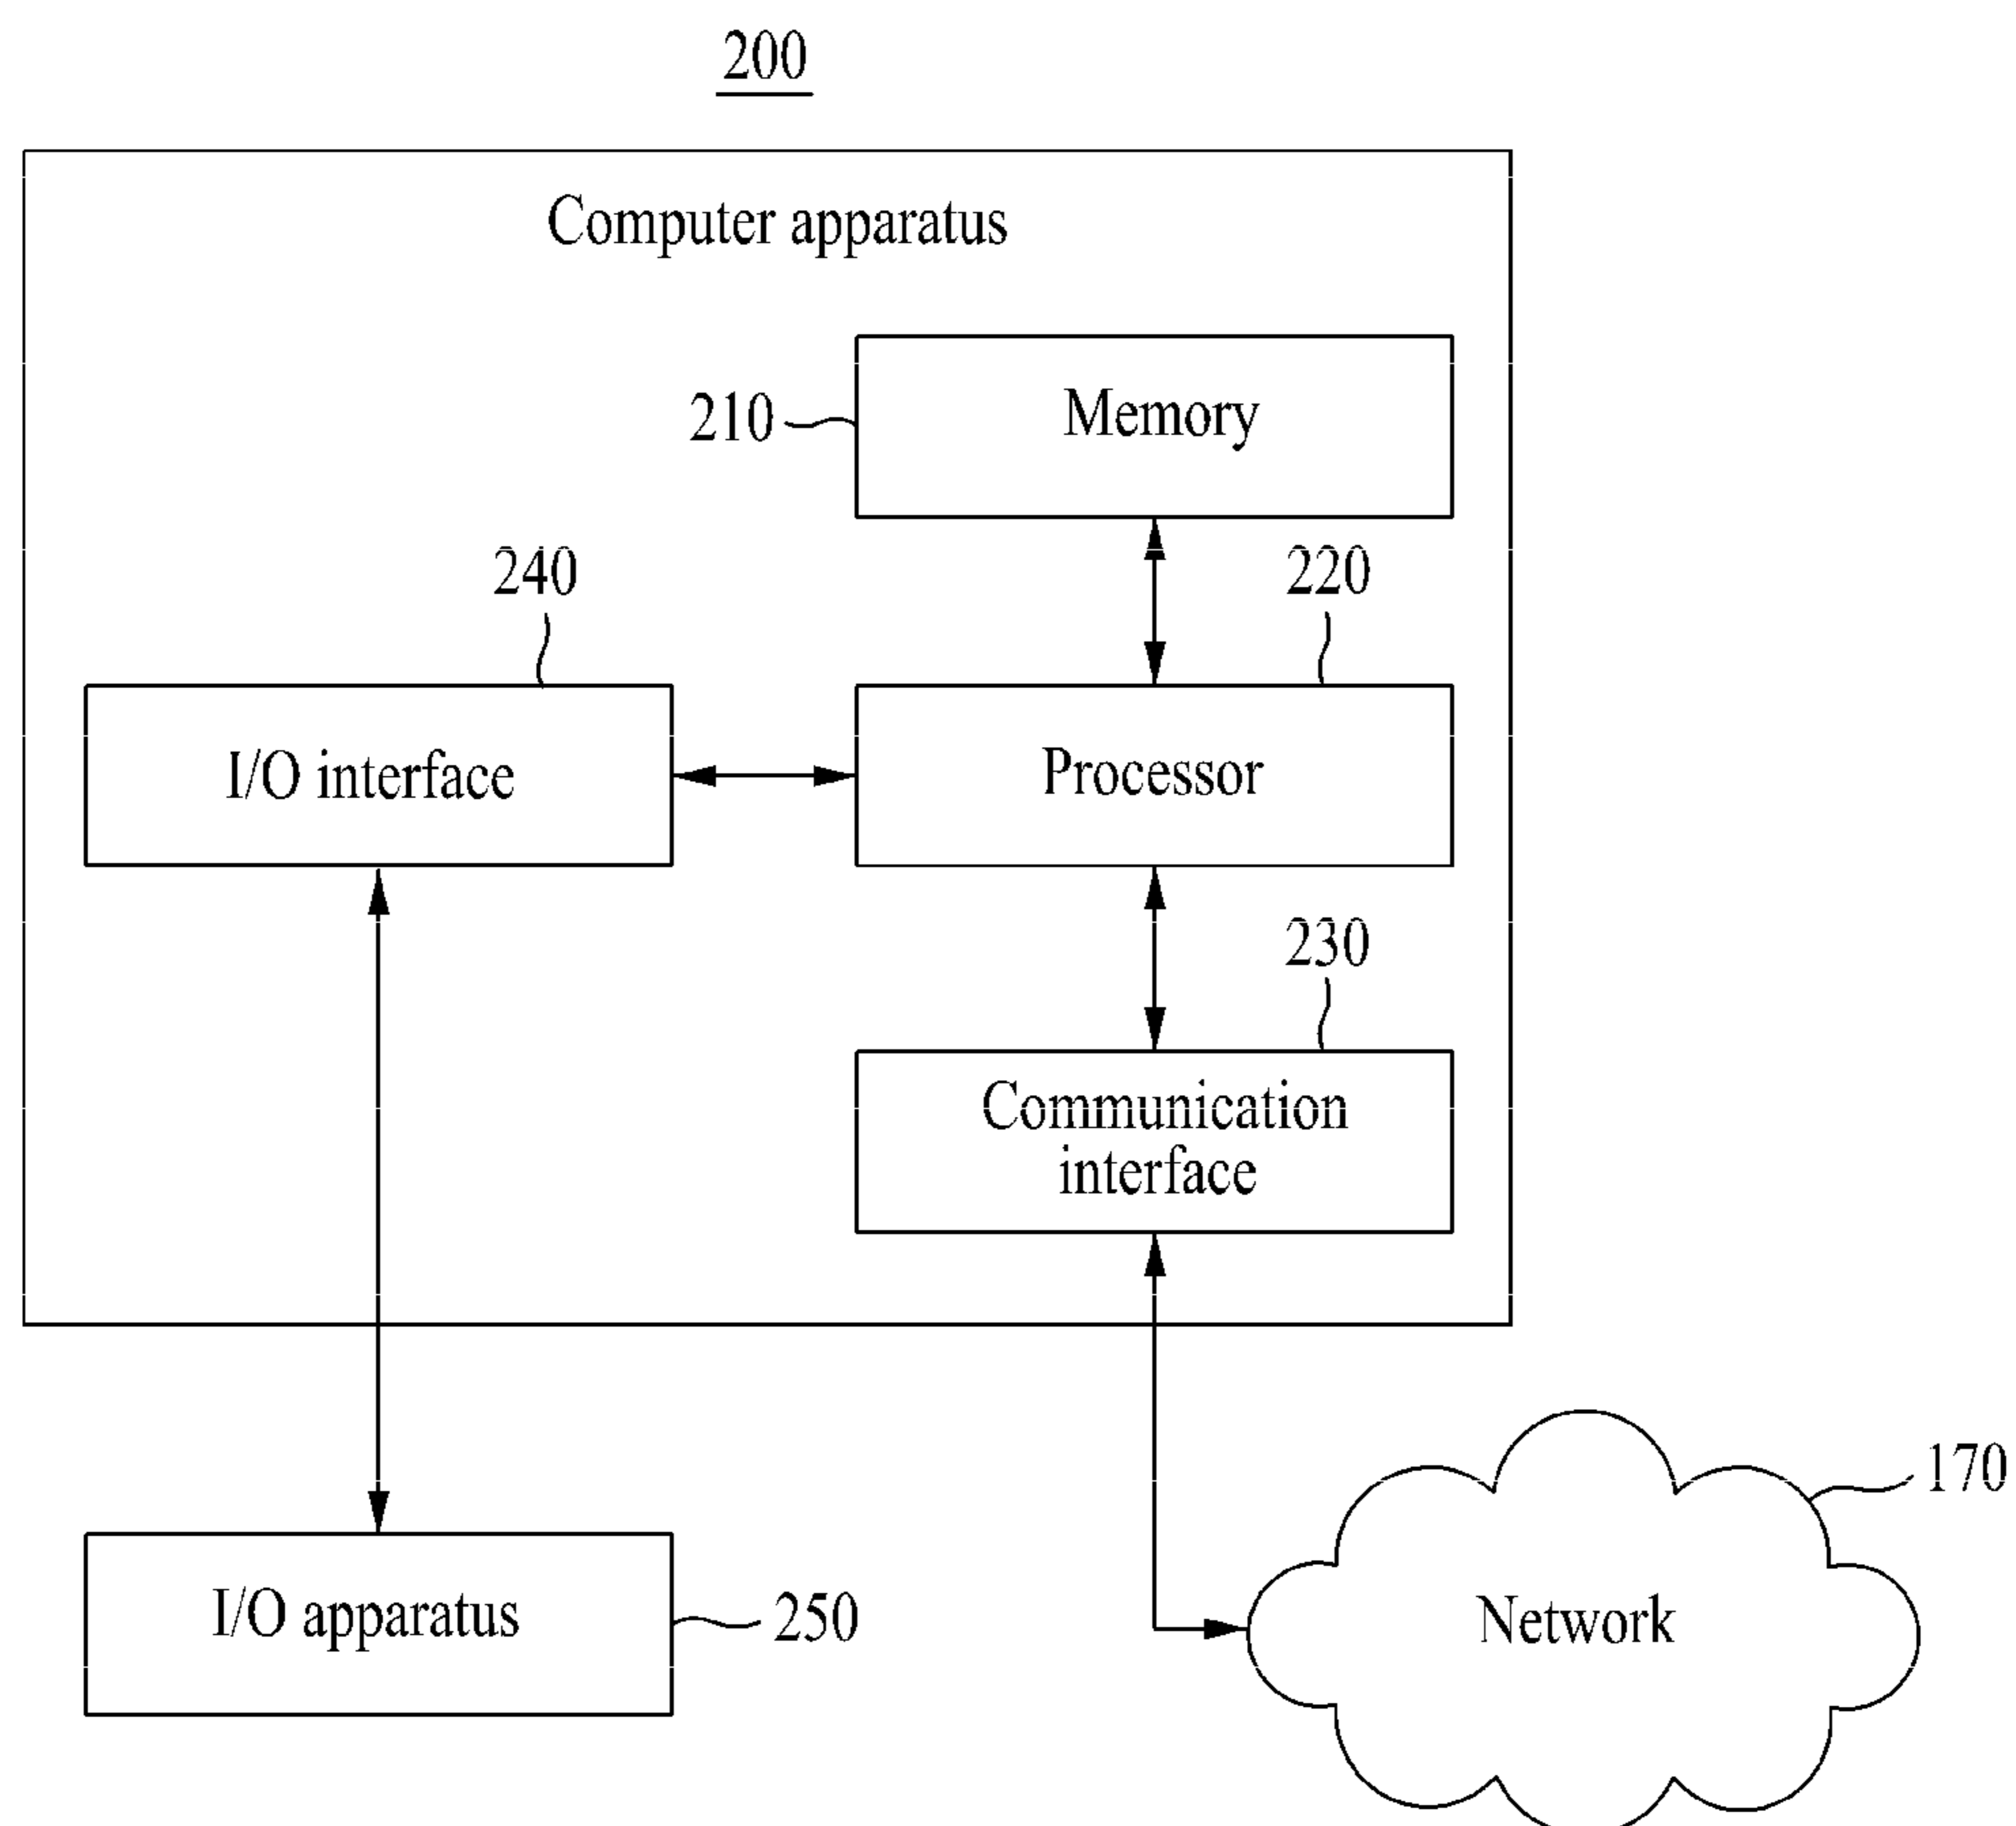 200
Computer apparatus
210
Memory
240
220
I/O interface
Processor
230
Communication
interface
170
I/O apparatus
250
Network